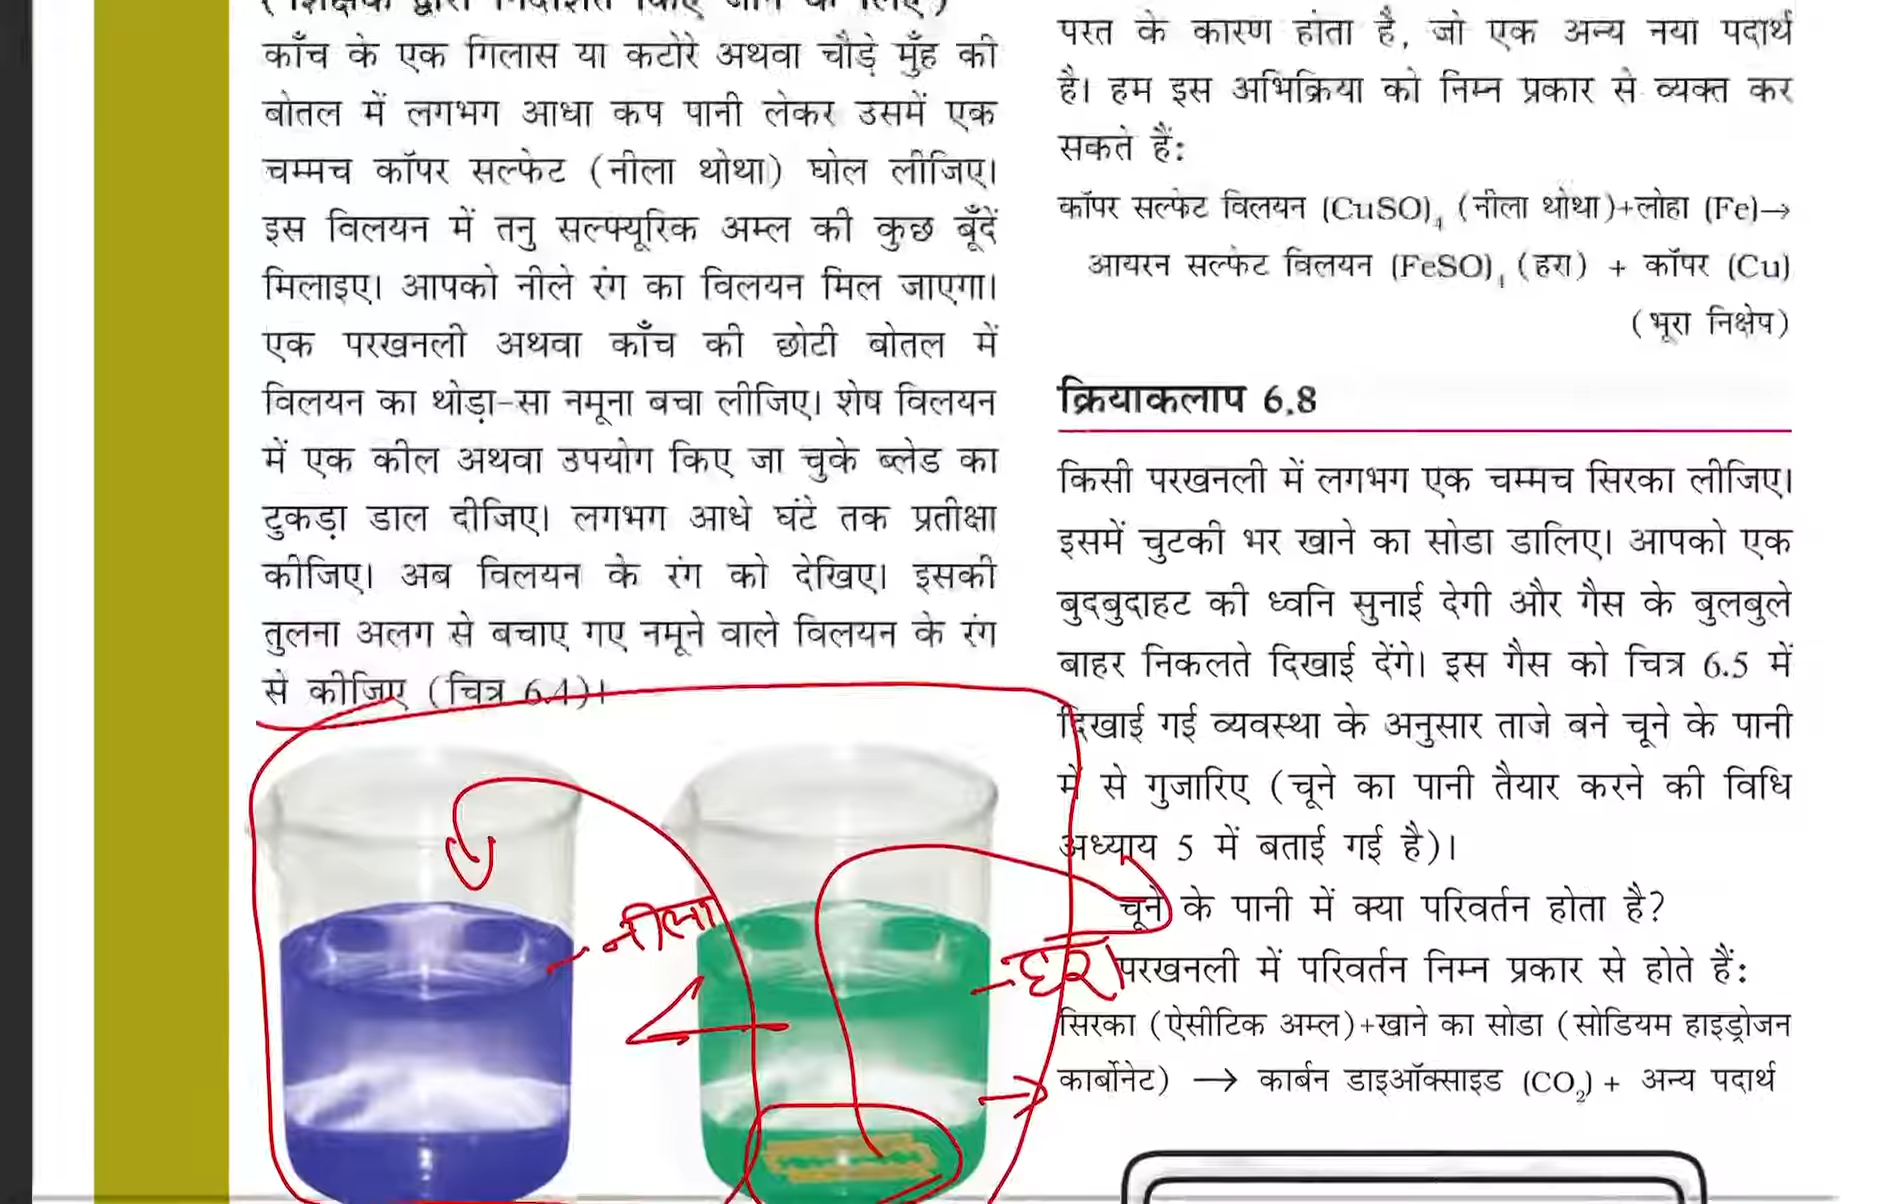 (शिक्षक द्वारा निर्देशित किए जाने के लिए)
काँच के एक गिलास या कटोरे अथवा चौड़े मुँह की
बोतल में लगभग आधा कप पानी लेकर उसमें एक
चम्मच कॉपर सल्फेट (नीला थोथा) घोल लीजिए।
इस विलयन में तनु सल्फ्यूरिक अम्ल की कुछ बूँदें
मिलाइए। आपको नीले रंग का विलयन मिल जाएगा।
एक परखनली अथवा काँच की छोटी बोतल में
विलयन का थोड़ा-सा नमूना बचा लीजिए। शेष विलयन
में एक कील अथवा उपयोग किए जा चुके ब्लेड का
टुकड़ा डाल दीजिए। लगभग आधे घंटे तक प्रतीक्षा
कीजिए। अब विलयन के रंग को देखिए। इसकी
तुलना अलग से बचाए गए नमूने वाले विलयन के रंग
से कीजिए (चित्र 6.4)।
नीला
हरा
परत के कारण होता है, जो एक अन्य नया पदार्थ
है। हम इस अभिक्रिया को निम्न प्रकार से व्यक्त कर
सकते हैं:
कॉपर सल्फेट विलयन (CuSO)₄ (नीला थोथा)+लोहा (Fe)→
आयरन सल्फेट विलयन (FeSO)₄ (हरा) + कॉपर (Cu)
(भूरा निक्षेप)
क्रियाकलाप 6.8
किसी परखनली में लगभग एक चम्मच सिरका लीजिए।
इसमें चुटकी भर खाने का सोडा डालिए। आपको एक
बुदबुदाहट की ध्वनि सुनाई देगी और गैस के बुलबुले
बाहर निकलते दिखाई देंगे। इस गैस को चित्र 6.5 में
दिखाई गई व्यवस्था के अनुसार ताजे बने चूने के पानी
में से गुजारिए (चूने का पानी तैयार करने की विधि
अध्याय 5 में बताई गई है)।
चूने के पानी में क्या परिवर्तन होता है?
परखनली में परिवर्तन निम्न प्रकार से होते हैं:
सिरका (ऐसीटिक अम्ल)+खाने का सोडा (सोडियम हाइड्रोजन
कार्बोनेट) → कार्बन डाइऑक्साइड (CO₂) + अन्य पदार्थ